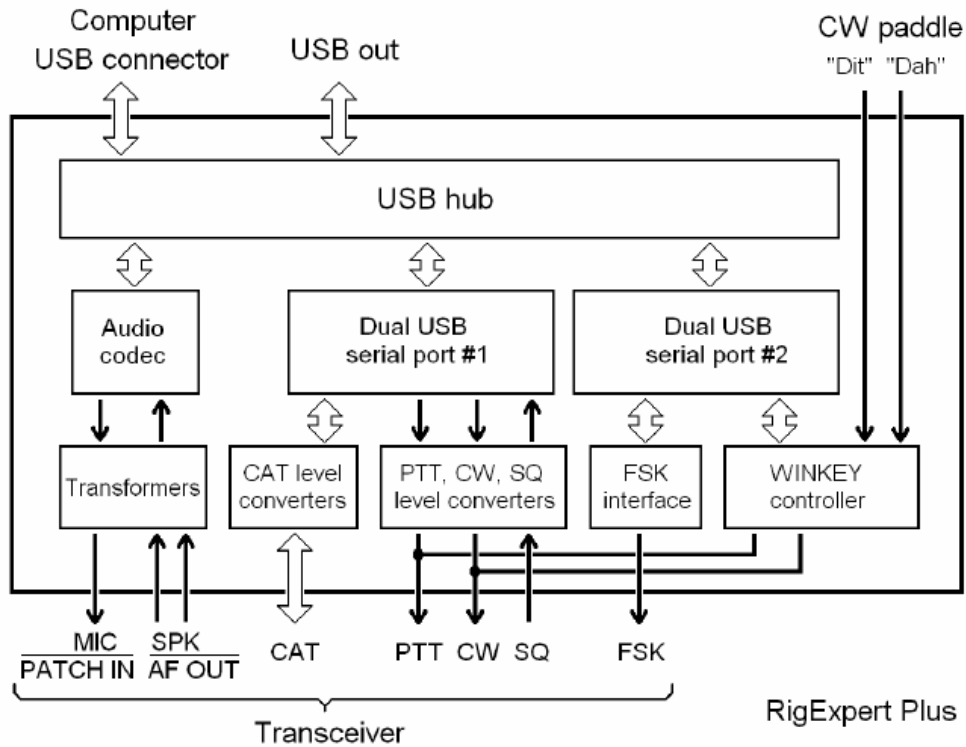 Computer
USB connector
USB out
CW paddle
"Dit" "Dah"
USB hub
Audio
codec
Dual USB
serial port #1
Dual USB
serial port #2
Transformers
CAT level
converters
PTT, CW, SQ
level converters
FSK
interface
WINKEY
controller
MIC
PATCH IN
SPK
AF OUT
CAT
PTT
CW
SQ
FSK
Transceiver
RigExpert Plus